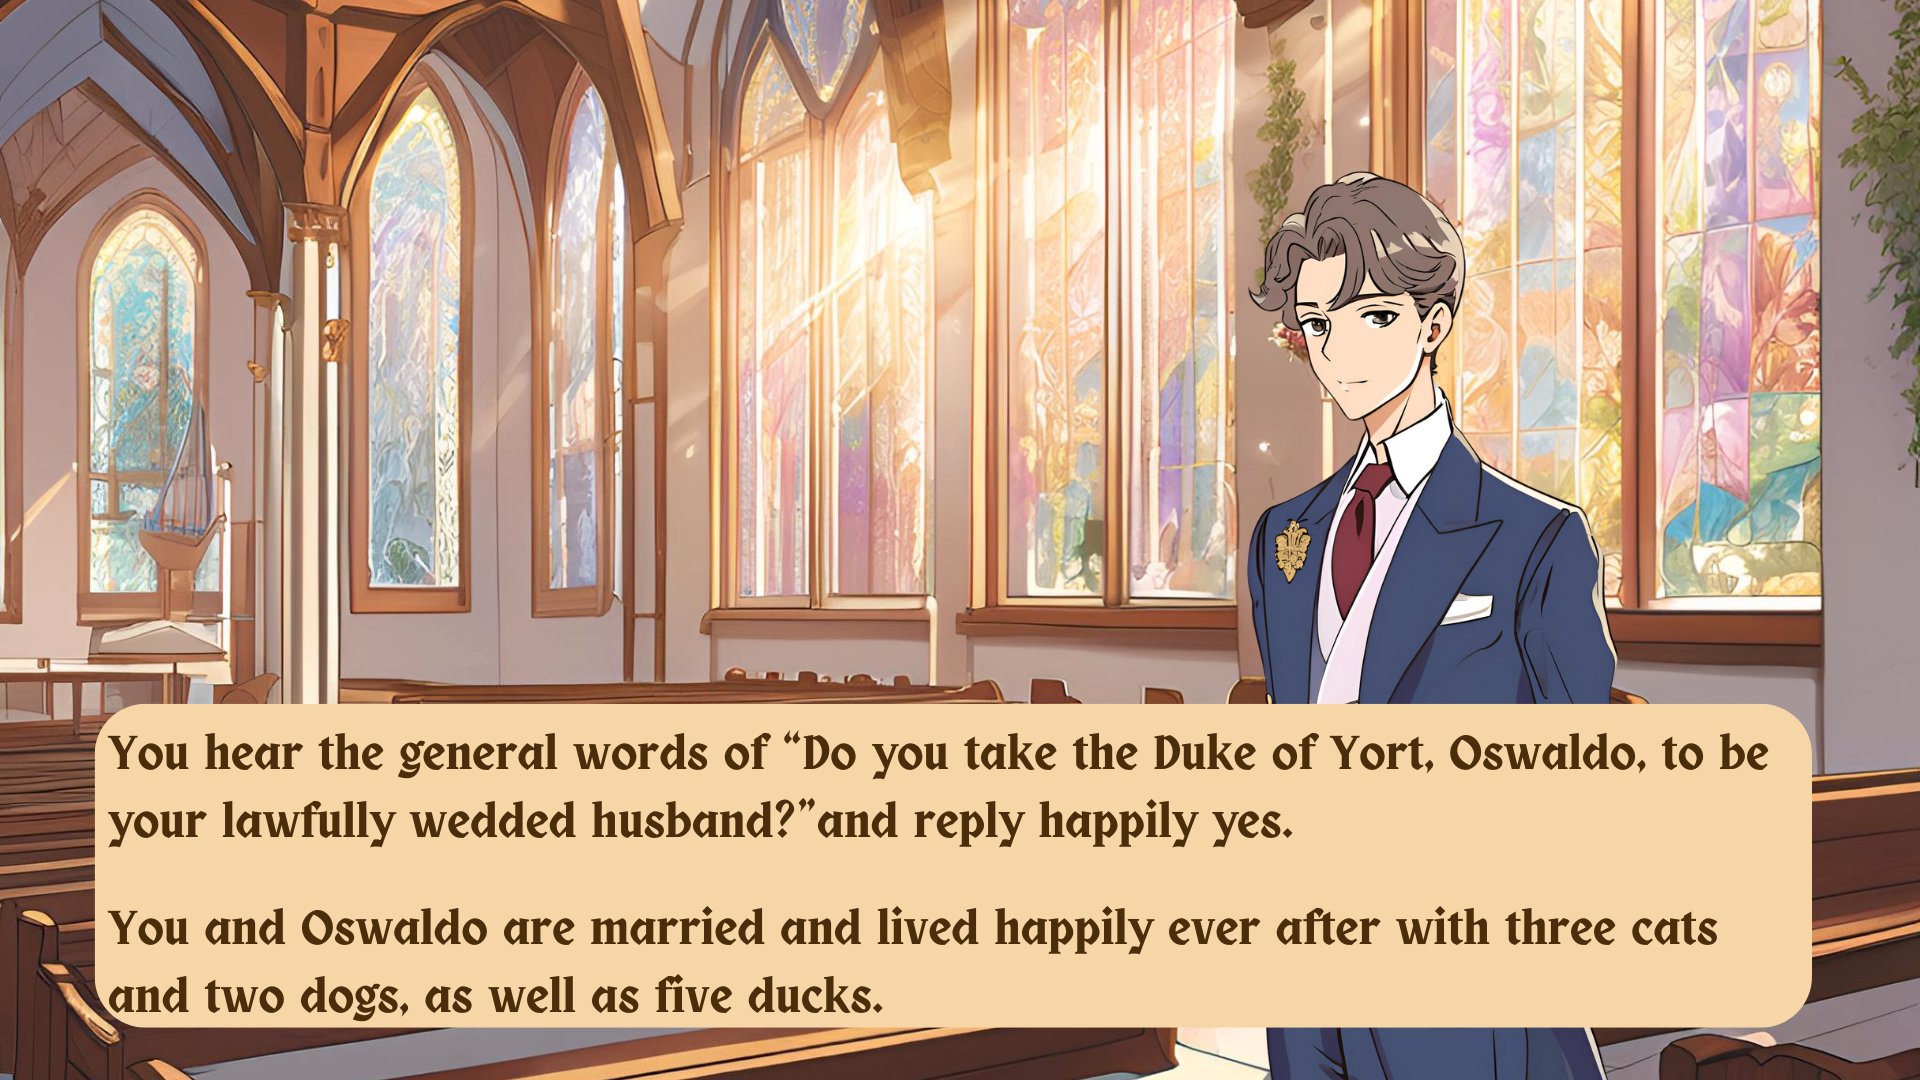 You hear the general words of “Do you take the Duke of Yort, Oswaldo, to be
your lawfully wedded husband?”and reply happily yes.
You and Oswaldo are married and lived happily ever after with three cats
and two dogs, as well as five ducks.